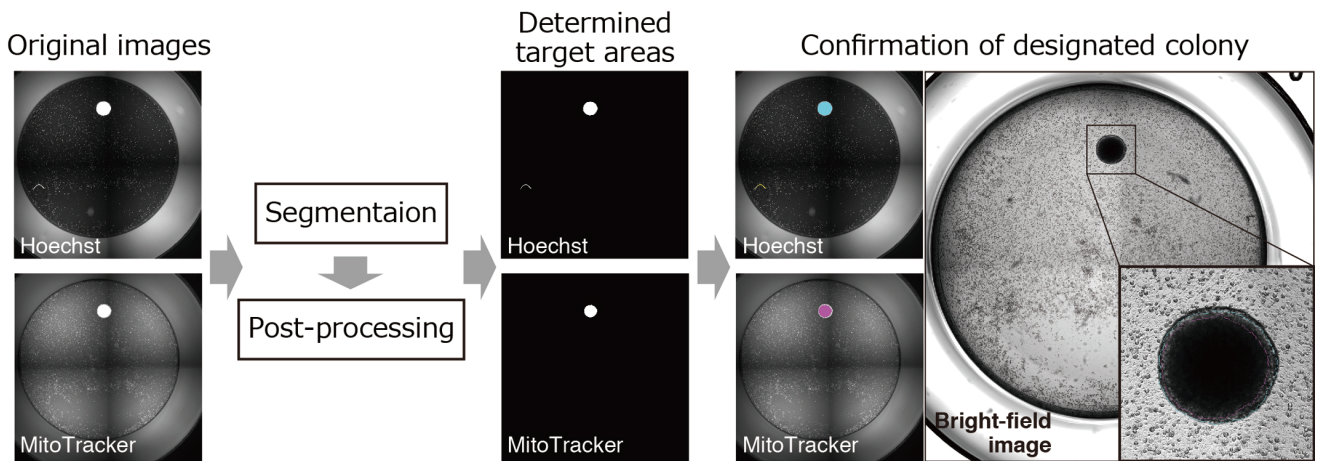 Original images
Determined
target areas
Confirmation of designated colony
Hoechst
Segmentaion
Hoechst
Hoechst
MitoTracker
Post-processing
MitoTracker
MitoTracker
Bright-field
image